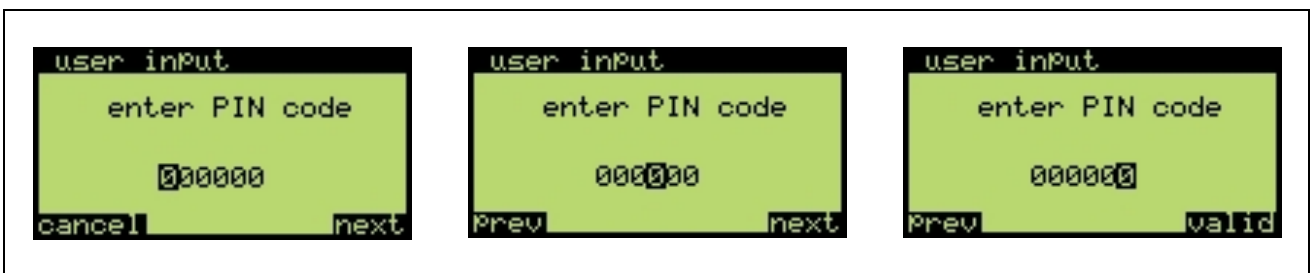 user input
enter PIN code
000000
cancel next
user input
enter PIN code
000000
prev next
user input
enter PIN code
000000
prev valid